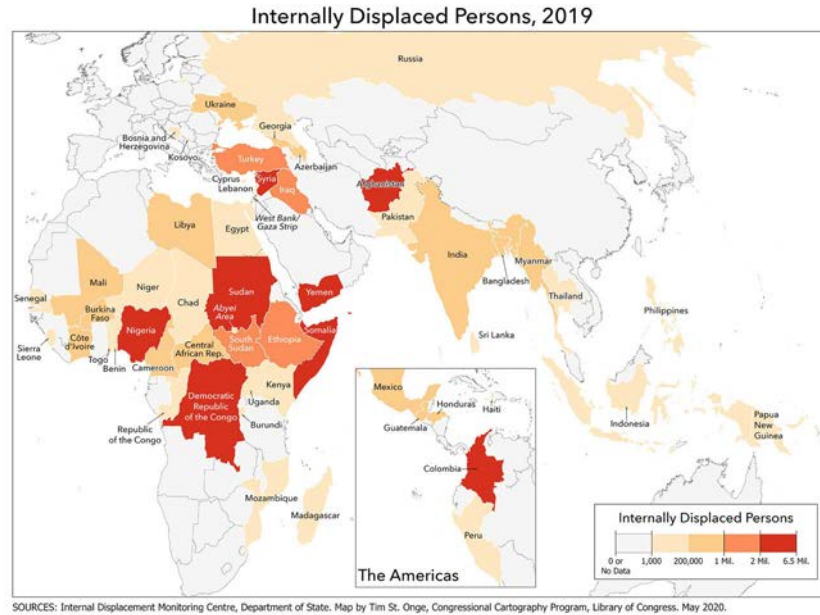 Internally Displaced Persons, 2019
Russia
Ukraine
Georgia
Bosnia and
Herzegovina
Kosovo
Turkey
Azerbaijan
Cyprus
Syria
Lebanon
Iraq
Afghanistan
West Bank/
Gaza Strip
Pakistan
Libya
Egypt
India
Myanmar
Bangladesh
Mali
Niger
Chad
Sudan
Yemen
Thailand
Senegal
Burkina
Faso
Abyei
Area
Philippines
Nigeria
Somalia
Sri Lanka
Sierra
Leone
Côte
d'Ivoire
Togo
Benin
Cameroon
Central
African Rep.
South
Sudan
Ethiopia
Kenya
Uganda
Democratic
Republic
of the Congo
Burundi
Republic
of the Congo
Mozambique
Madagascar
Mexico
Honduras
Haiti
Guatemala
Colombia
Peru
The Americas
Indonesia
Papua
New
Guinea
Internally Displaced Persons
0 or
No Data
1,000
200,000
1 Mil.
2 Mil.
6.5 Mil.
SOURCES: Internal Displacement Monitoring Centre, Department of State. Map by Tim St. Onge, Congressional Cartography Program, Library of Congress. May 2020.